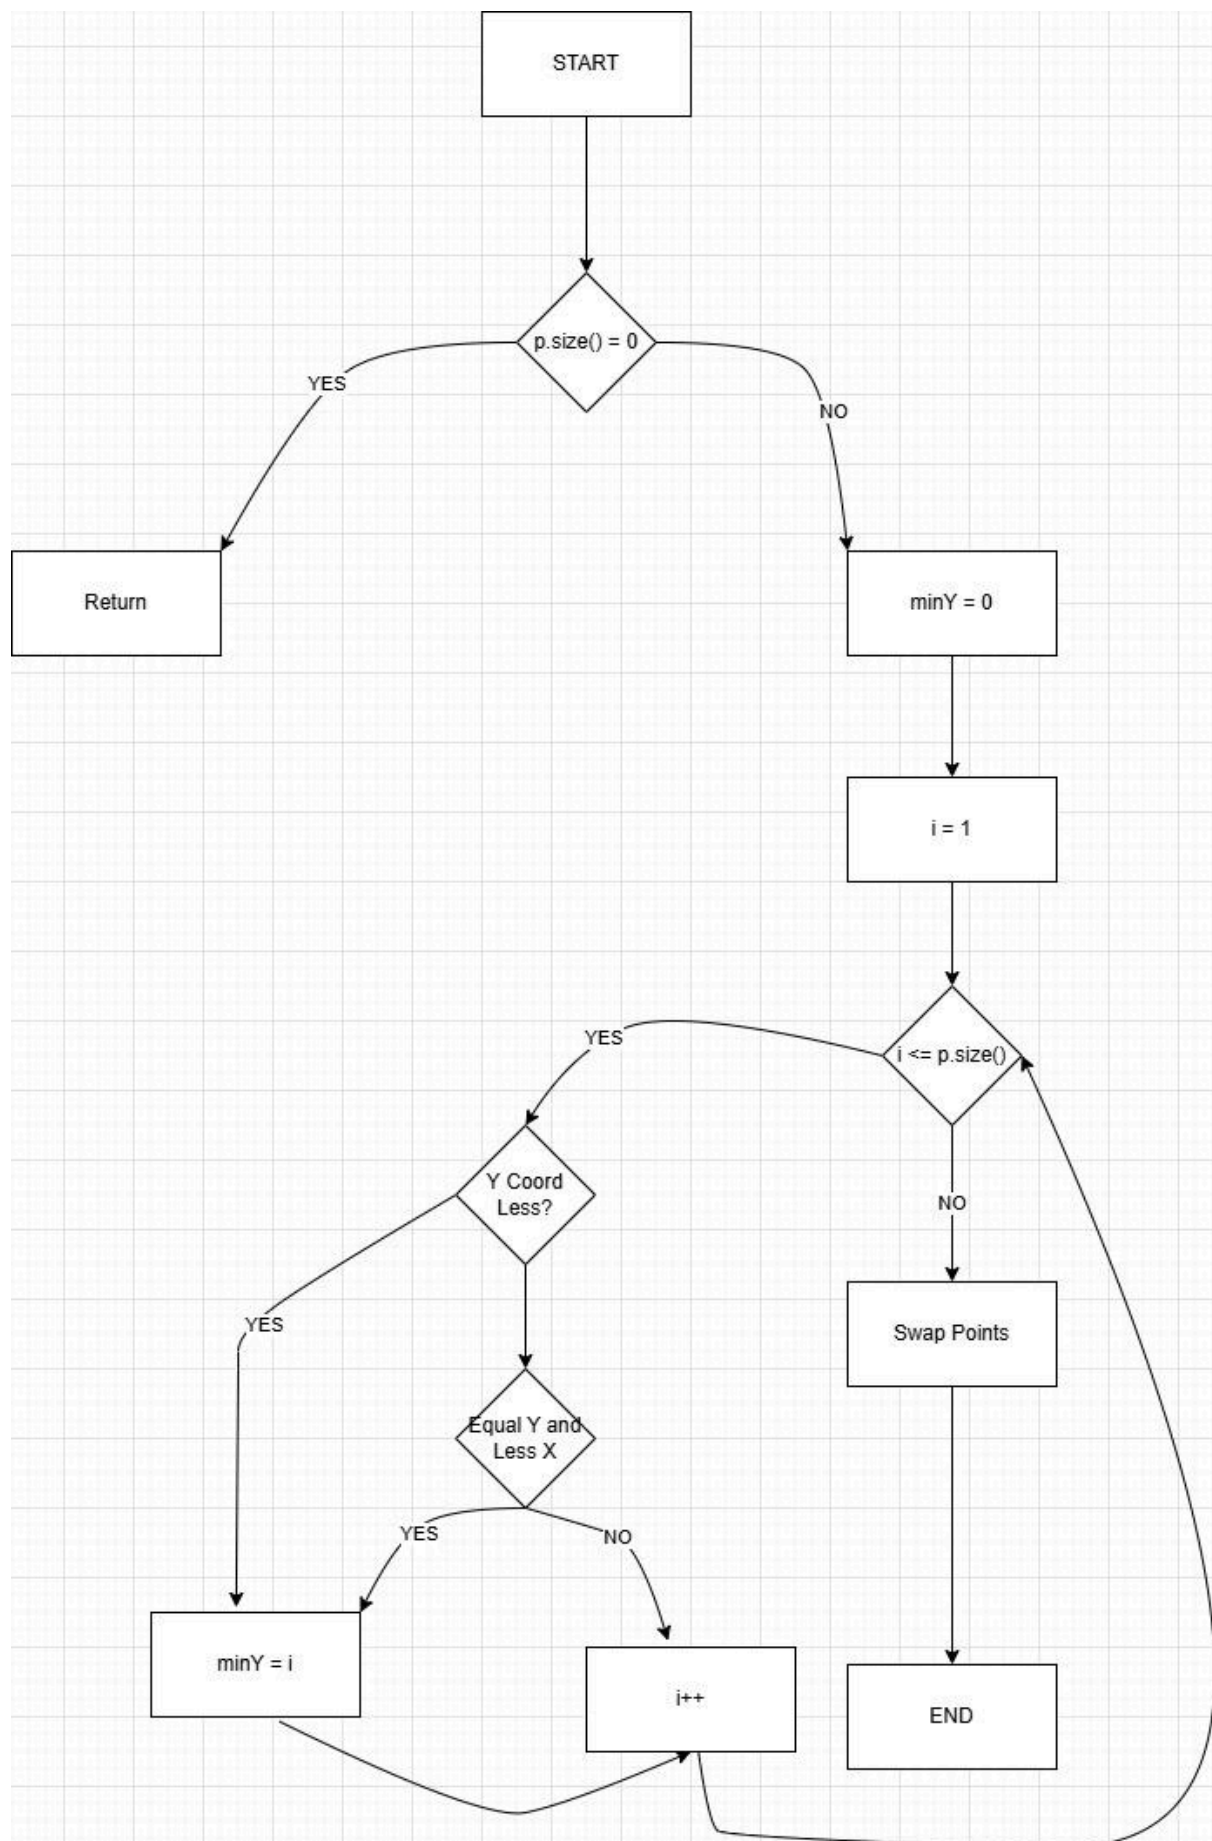 START
p.size() = 0
YES
NO
Return
minY = 0
i = 1
i <= p.size()
YES
Y Coord
Less?
NO
YES
Swap Points
Equal Y and
Less X
YES
NO
minY = i
i++
END